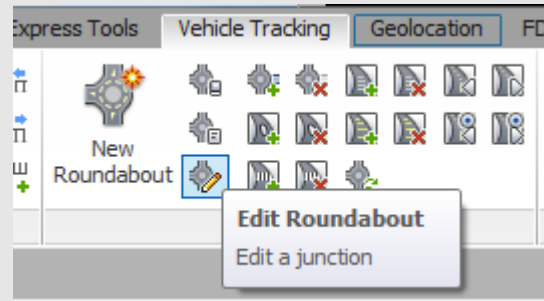 Express Tools Vehicle Tracking Geolocation FD
New
Roundabout
Edit Roundabout
Edit a junction